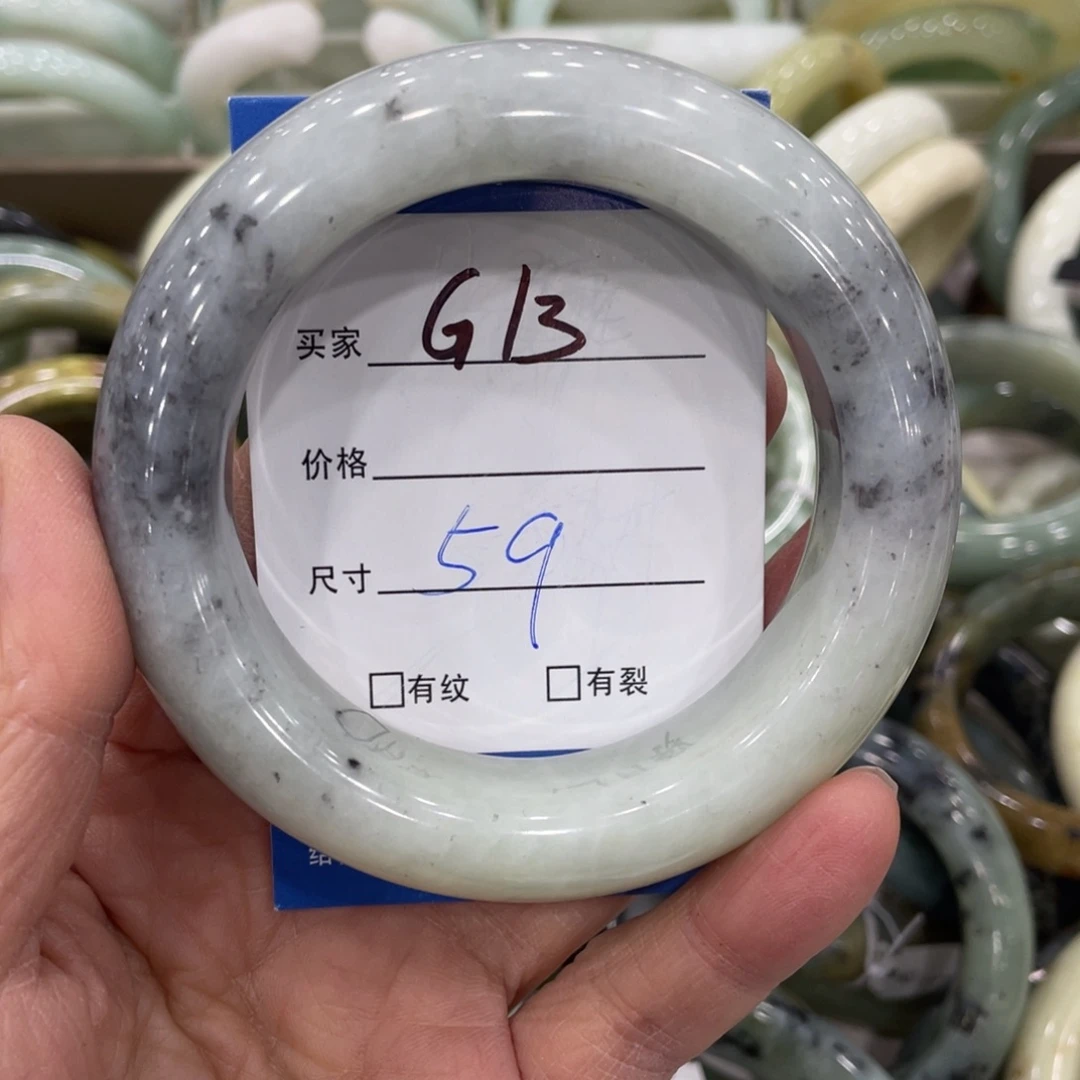 买家 G13
价格
尺寸 59
□有纹 □有裂